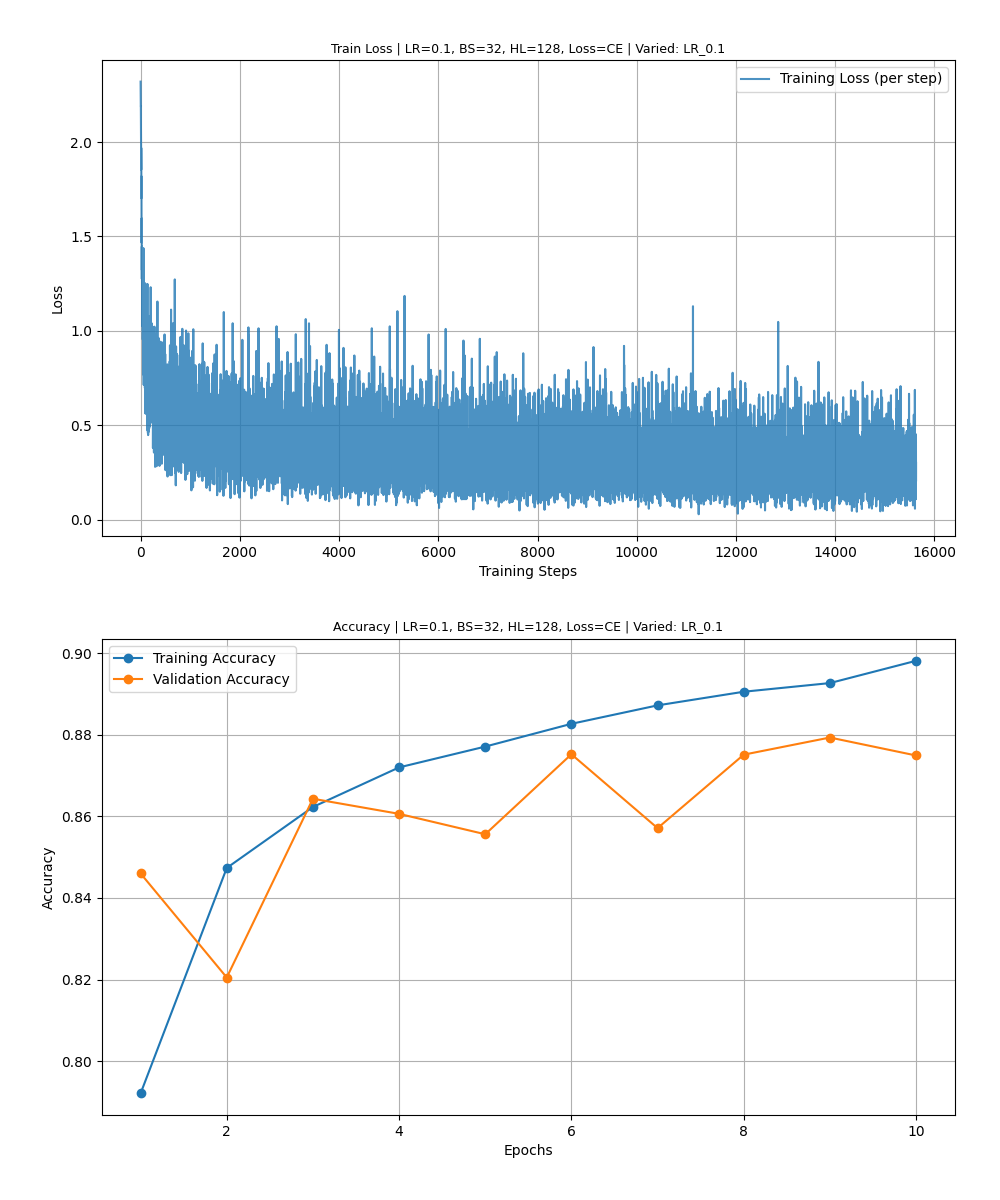 Train Loss | LR=0.1, BS=32, HL=128, Loss=CE | Varied: LR_0.1
Training Loss (per step)
2.0
1.5
1.0
0.5
0.0
Loss
0 2000 4000 6000 8000 10000 12000 14000 16000
Training Steps
Accuracy | LR=0.1, BS=32, HL=128, Loss=CE | Varied: LR_0.1
Training Accuracy
Validation Accuracy
0.90
0.88
0.86
0.84
0.82
0.80
Accuracy
2 4 6 8 10
Epochs